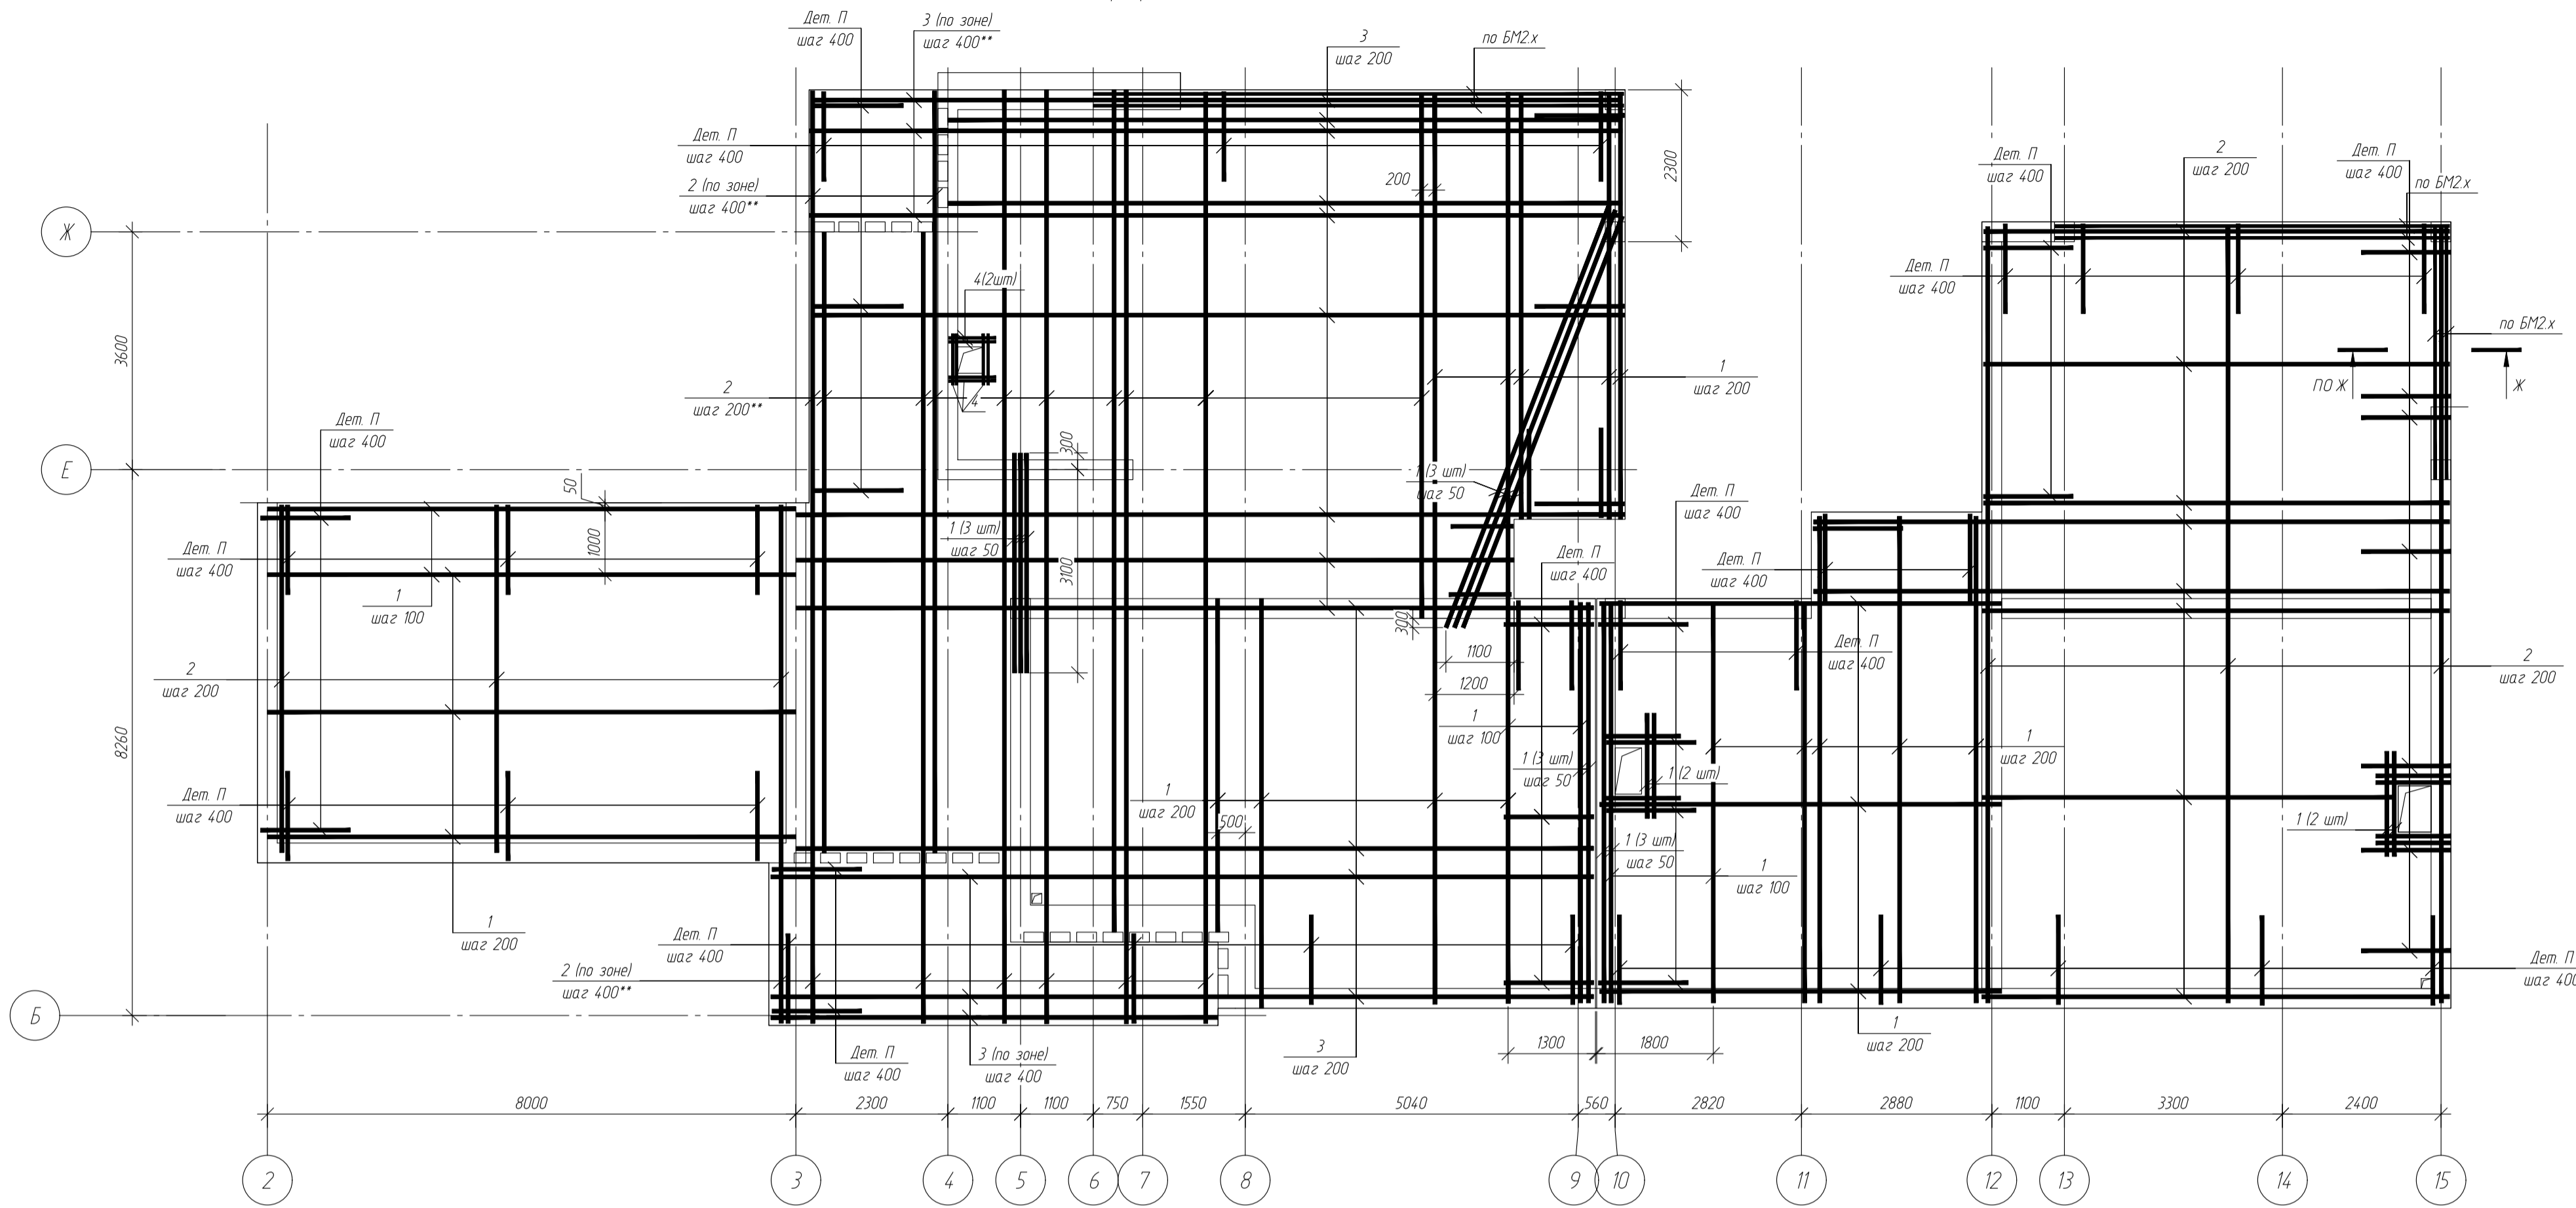 Дет. П
шаг 400
3 (по зоне)
шаг 400**
3
шаг 200
по БМ2.х
Дет. П
шаг 400
2 (по зоне)
шаг 400**
200
2300
Дет. П
шаг 400
2
шаг 200
Дет. П
шаг 400
по БМ2.х
Ж
Дет. П
шаг 400
4(2шт)
по БМ2.х
3600
2
шаг 200**
4
1
шаг 200
ПО Ж
Ж
Дет. П
шаг 400
300
Е
50
1 (3 шт)
шаг 50
Дет. П
шаг 400
1000
1 (3 шт)
шаг 50
3100
Дет. П
шаг 400
Дет. П
шаг 400
Дет. П
шаг 400
1
шаг 100
300
1100
Дет. П
шаг 400
2
шаг 200
1200
2
шаг 200
8260
1
шаг 100
1
шаг 200
1 (3 шт)
шаг 50
1 (2 шт)
Дет. П
шаг 400
1
шаг 200
500
1 (2 шт)
1 (3 шт)
шаг 50
1
шаг 100
1
шаг 200
Дет. П
шаг 400
2 (по зоне)
шаг 400**
Дет. П
шаг 400
Б
1
шаг 200
Дет. П
шаг 400
3 (по зоне)
шаг 400
3
шаг 200
1300
1800
8000
2300
1100
1100
750
1550
5040
560
2820
2880
1100
3300
2400
2
3
4
5
6
7
8
9
10
11
12
13
14
15